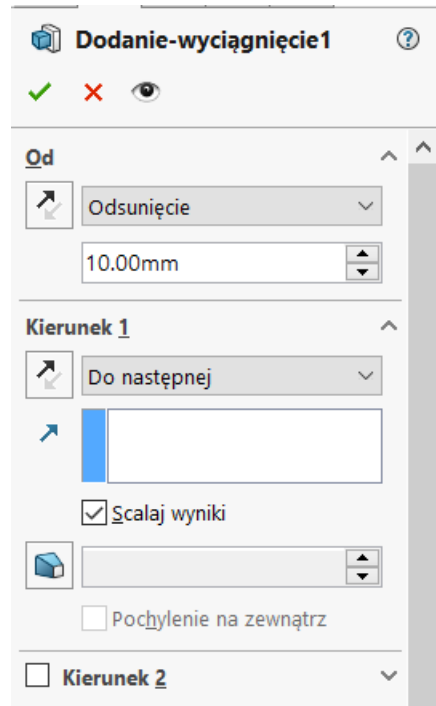 Dodanie-wyciągnięcie1
Od
Odsunięcie
10.00mm
Kierunek 1
Do następnej
Scalaj wyniki
Pochylenie na zewnątrz
Kierunek 2